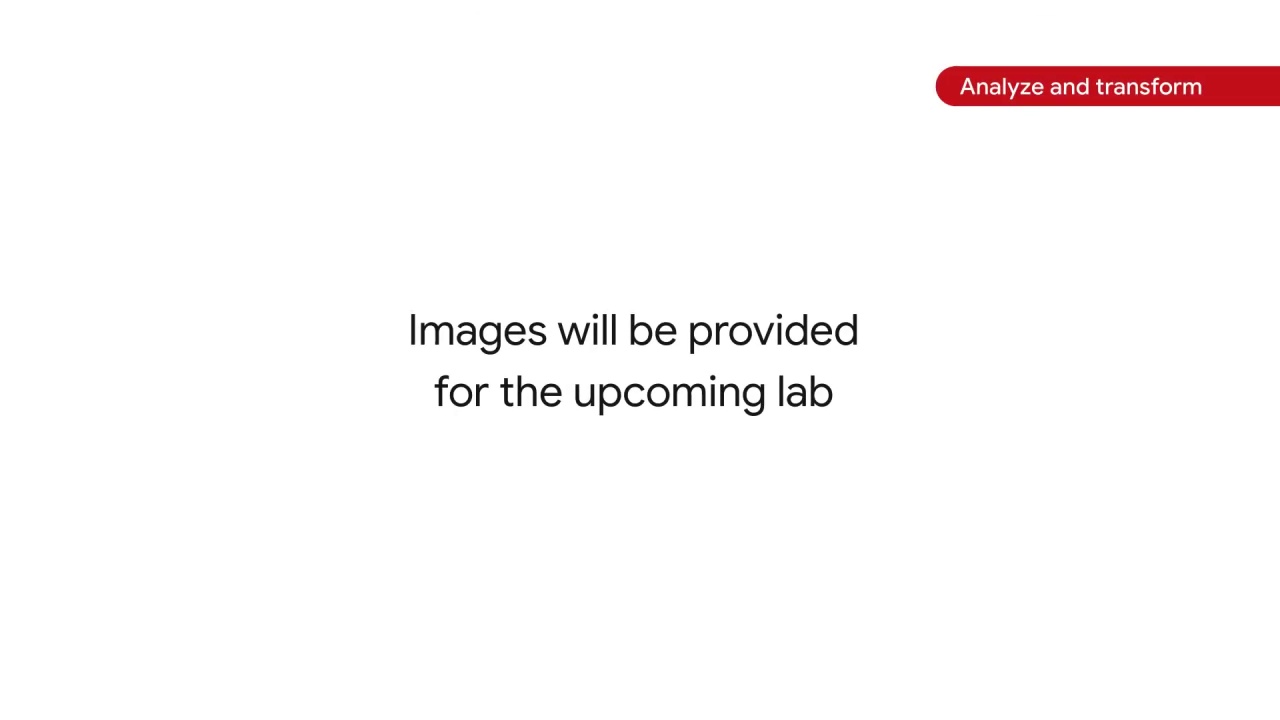 Analyze and transform
Images will be provided
for the upcoming lab